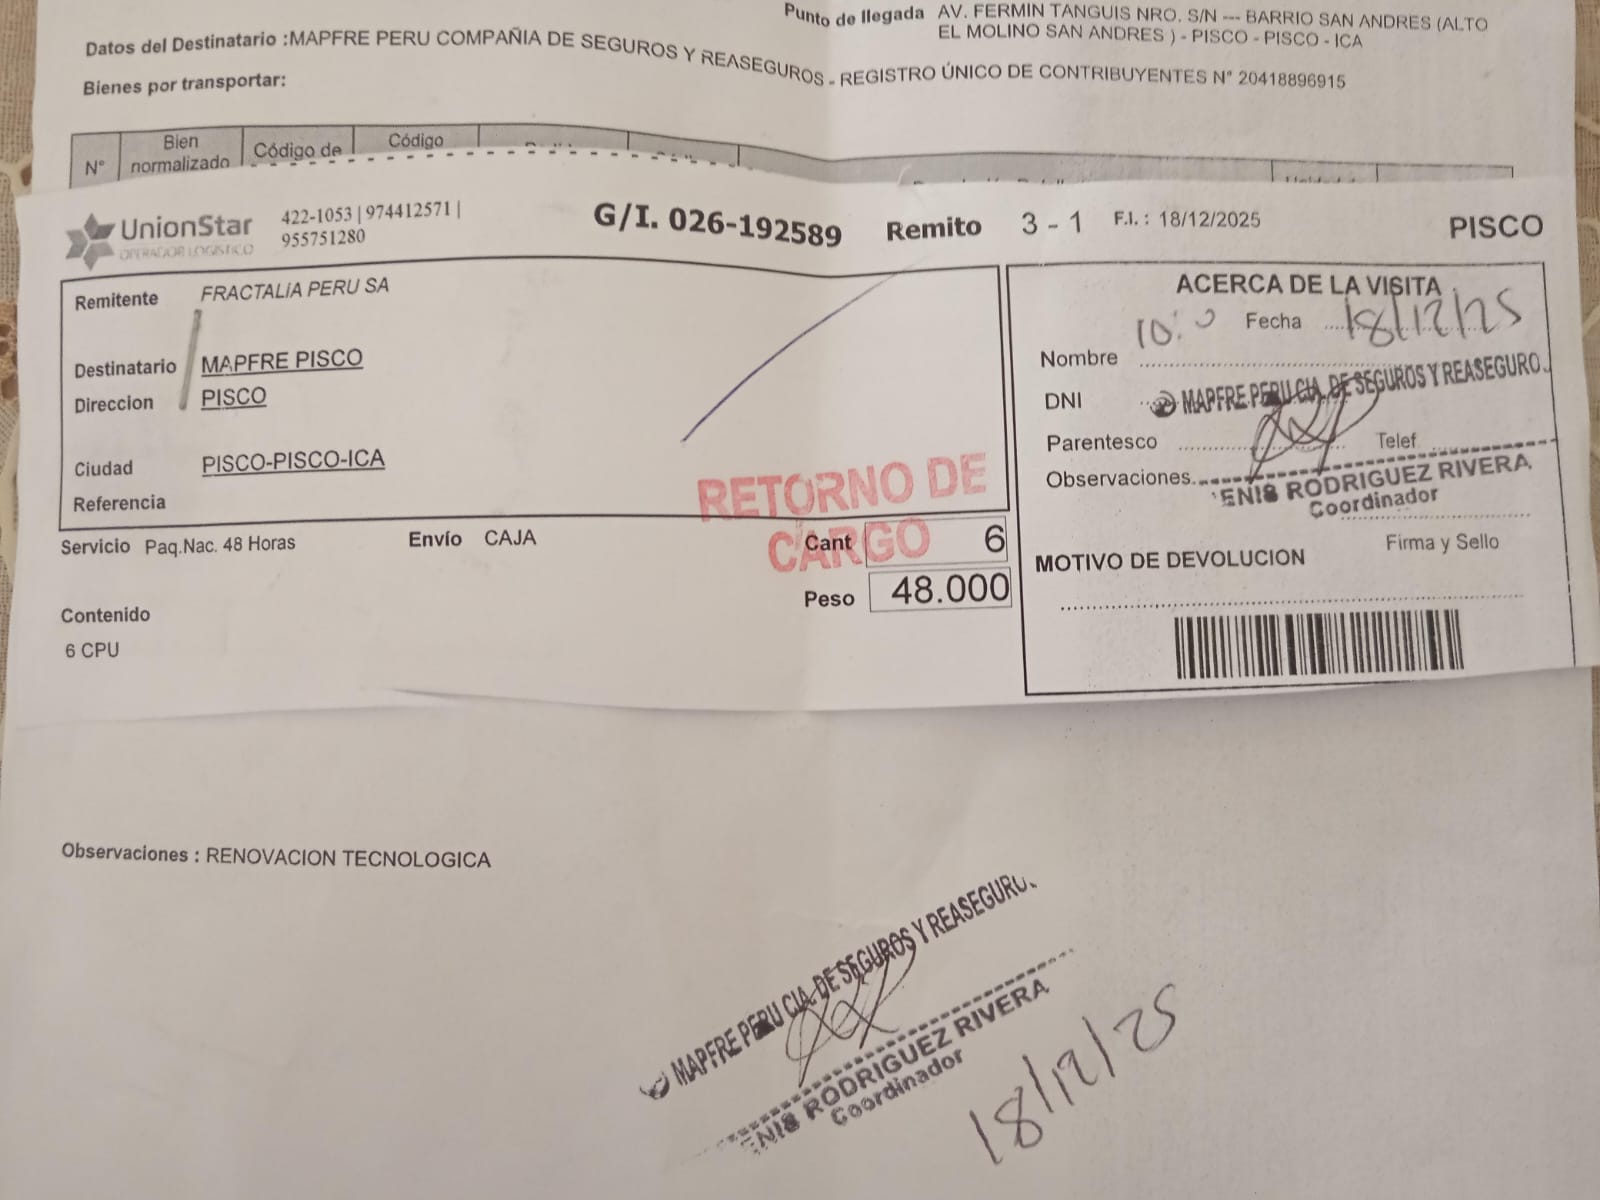 Punto de llegada AV. FERMIN TANGUIS NRO. S/N --- BARRIO SAN ANDRES (ALTO
EL MOLINO SAN ANDRES ) - PISCO - PISCO - ICA
Datos del Destinatario :MAPFRE PERU COMPAÑIA DE SEGUROS Y REASEGUROS - REGISTRO ÚNICO DE CONTRIBUYENTES N° 20418896915
Bienes por transportar:
N° Bien normalizado Código de Código
UnionStar
OPERADOR LOGISTICO
422-1053 | 974412571 |
955751280
G/I. 026-192589 Remito 3 - 1 F.I. : 18/12/2025 PISCO
Remitente FRACTALiA PERU SA
Destinatario MAPFRE PISCO
Direccion PISCO
Ciudad PISCO-PISCO-ICA
Referencia
RETORNO DE
CARGO
Servicio Paq.Nac. 48 Horas Envío CAJA Cant 6
Peso 48.000
Contenido
6 CPU
ACERCA DE LA VISITA
Fecha 18/12/25
Nombre
DNI
MAPFRE PERU CIA. DE SEGUROS Y REASEGURO.
Parentesco Telef
Observaciones
RODRIGUEZ RIVERA
Coordinador
Firma y Sello
MOTIVO DE DEVOLUCION
Observaciones : RENOVACION TECNOLOGICA
MAPFRE PERU CIA. DE SEGUROS Y REASEGURO.
RODRIGUEZ RIVERA
Coordinador
18/12/25